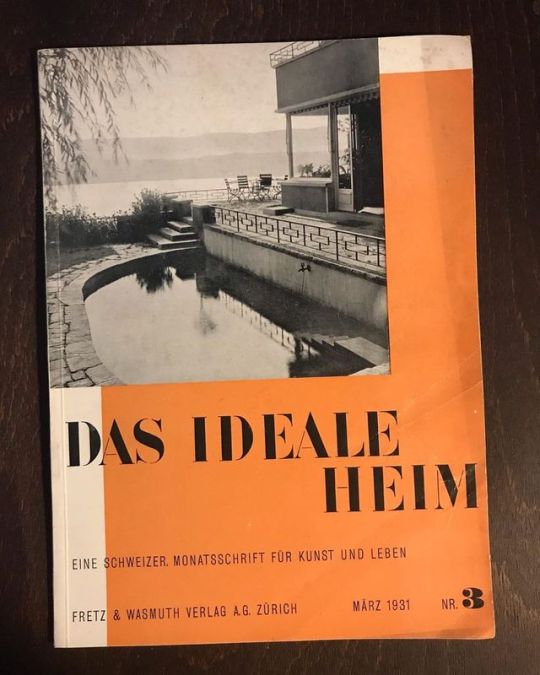 DAS IDEALE
HEIM
EINE SCHWEIZER. MONATSSCHRIFT FÜR KUNST UND LEBEN
FRETZ & WASMUTH VERLAG A.G. ZÜRICH MÄRZ 1931 NR. 3